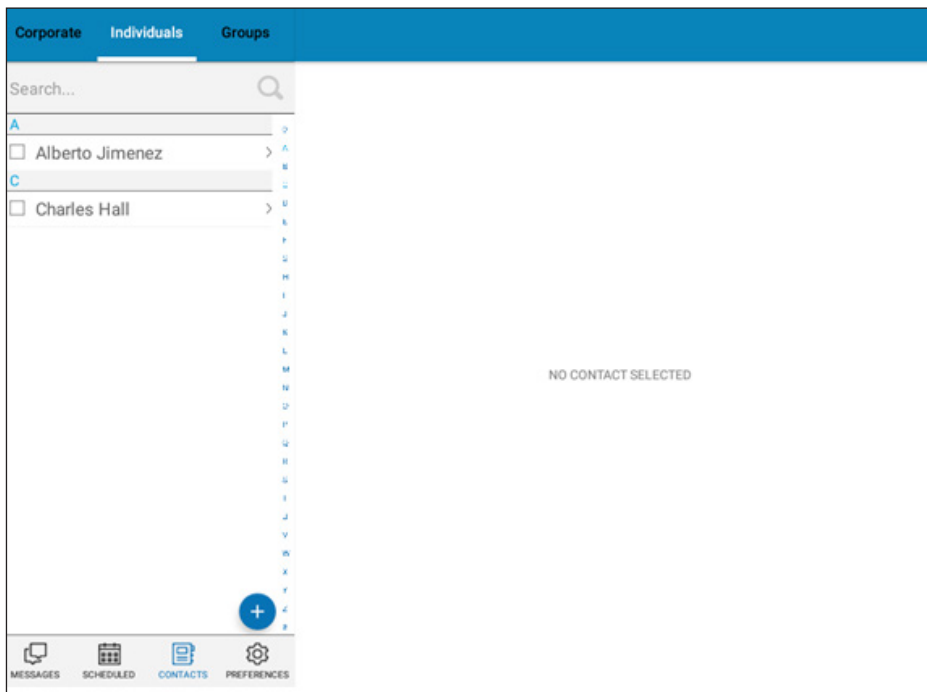 Corporate Individuals Groups
Search...
A
Alberto Jimenez
C
Charles Hall
A
H
I
J
K
L
M
N
P
V
W
X
Y
Z
NO CONTACT SELECTED
+
MESSAGES SCHEDULED CONTACTS PREFERENCES